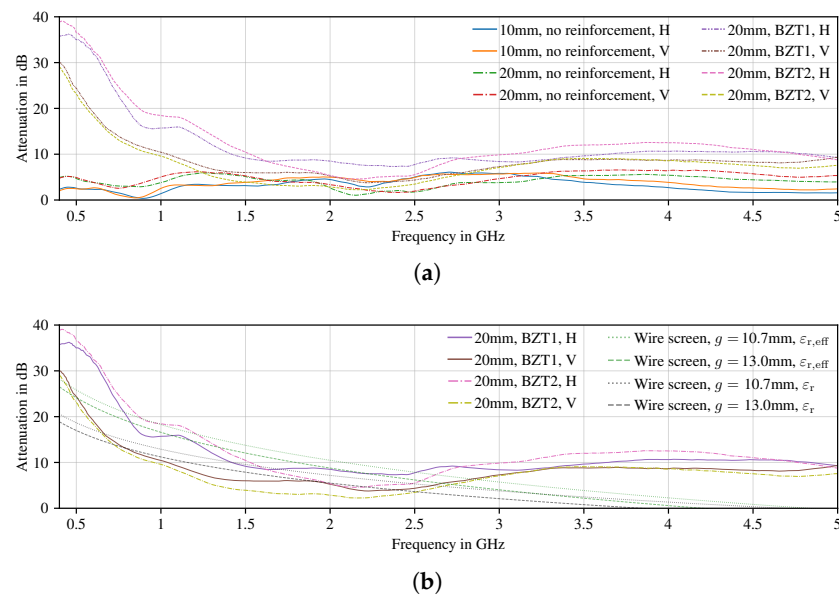 40
30
20
10
0
Attenuation in dB
10mm, no reinforcement, H
10mm, no reinforcement, V
20mm, no reinforcement, H
20mm, no reinforcement, V
20mm, BZT1, H
20mm, BZT1, V
20mm, BZT2, H
20mm, BZT2, V
0.5 1 1.5 2 2.5 3 3.5 4 4.5 5
Frequency in GHz
(a)
40
30
20
10
0
Attenuation in dB
20mm, BZT1, H
20mm, BZT1, V
20mm, BZT2, H
20mm, BZT2, V
Wire screen, g = 10.7mm, εr,eff
Wire screen, g = 13.0mm, εr,eff
Wire screen, g = 10.7mm, εr
Wire screen, g = 13.0mm, εr
0.5 1 1.5 2 2.5 3 3.5 4 4.5 5
Frequency in GHz
(b)